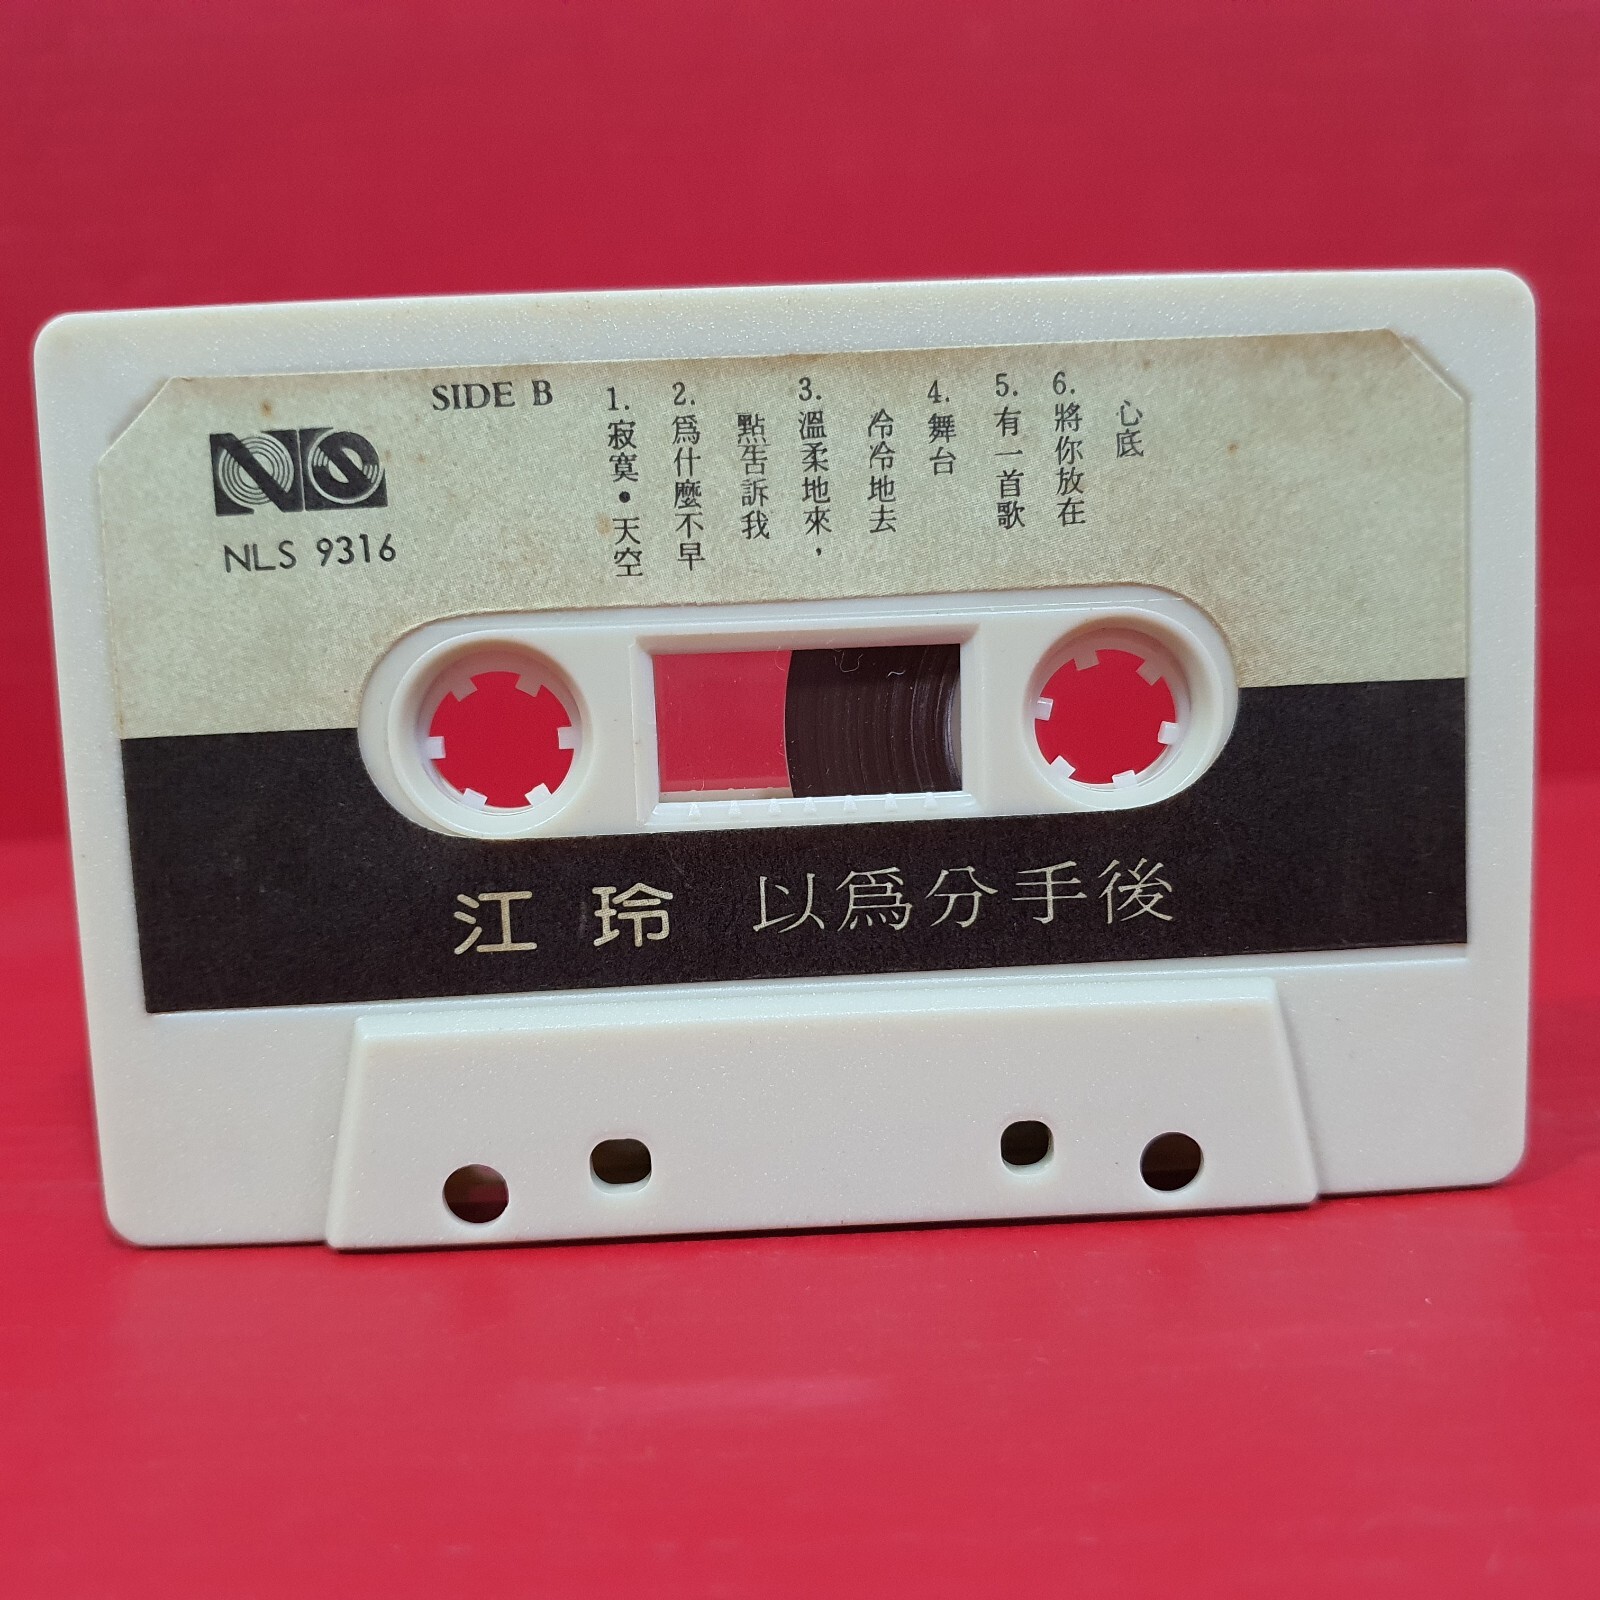 SIDE B
NLS 9316
1.寂寞•天空
2.爲什麼不早
點告訴我
3.溫柔地來，
冷冷地去
4.舞台
5.有一首歌
6.將你放在
心底
江玲 以爲分手後